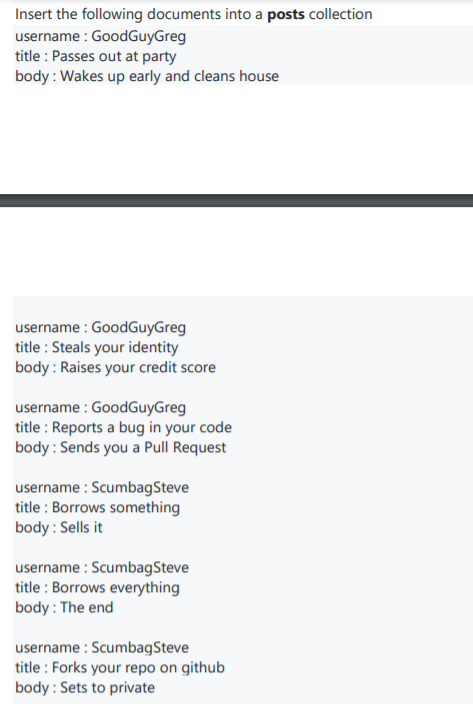 Insert the following documents into a posts collection
username : GoodGuyGreg
title : Passes out at party
body : Wakes up early and cleans house
username : GoodGuyGreg
title : Steals your identity
body : Raises your credit score
username : GoodGuyGreg
title : Reports a bug in your code
body : Sends you a Pull Request
username : ScumbagSteve
title : Borrows something
body : Sells it
username : ScumbagSteve
title : Borrows everything
body : The end
username : ScumbagSteve
title : Forks your repo on github
body : Sets to private